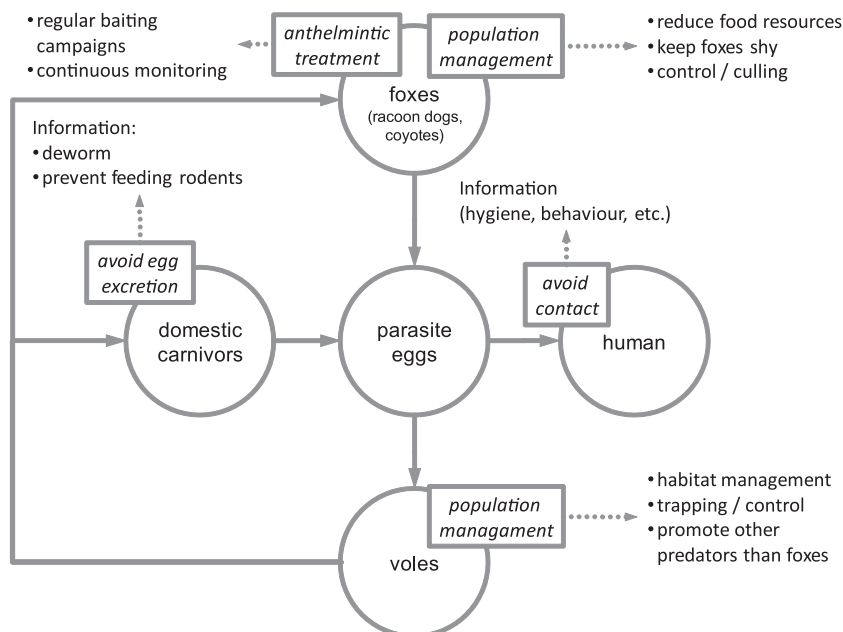 • regular baiting
campaigns
• continuous monitoring
anthelmintic
treatment
population
management
• reduce food resources
• keep foxes shy
• control / culling
foxes
(racoon dogs,
coyotes)
Information:
• deworm
• prevent feeding rodents
Information
(hygiene, behaviour, etc.)
avoid egg
excretion
domestic
carnivors
parasite
eggs
avoid
contact
human
population
managament
• habitat management
• trapping / control
• promote other
predators than foxes
voles